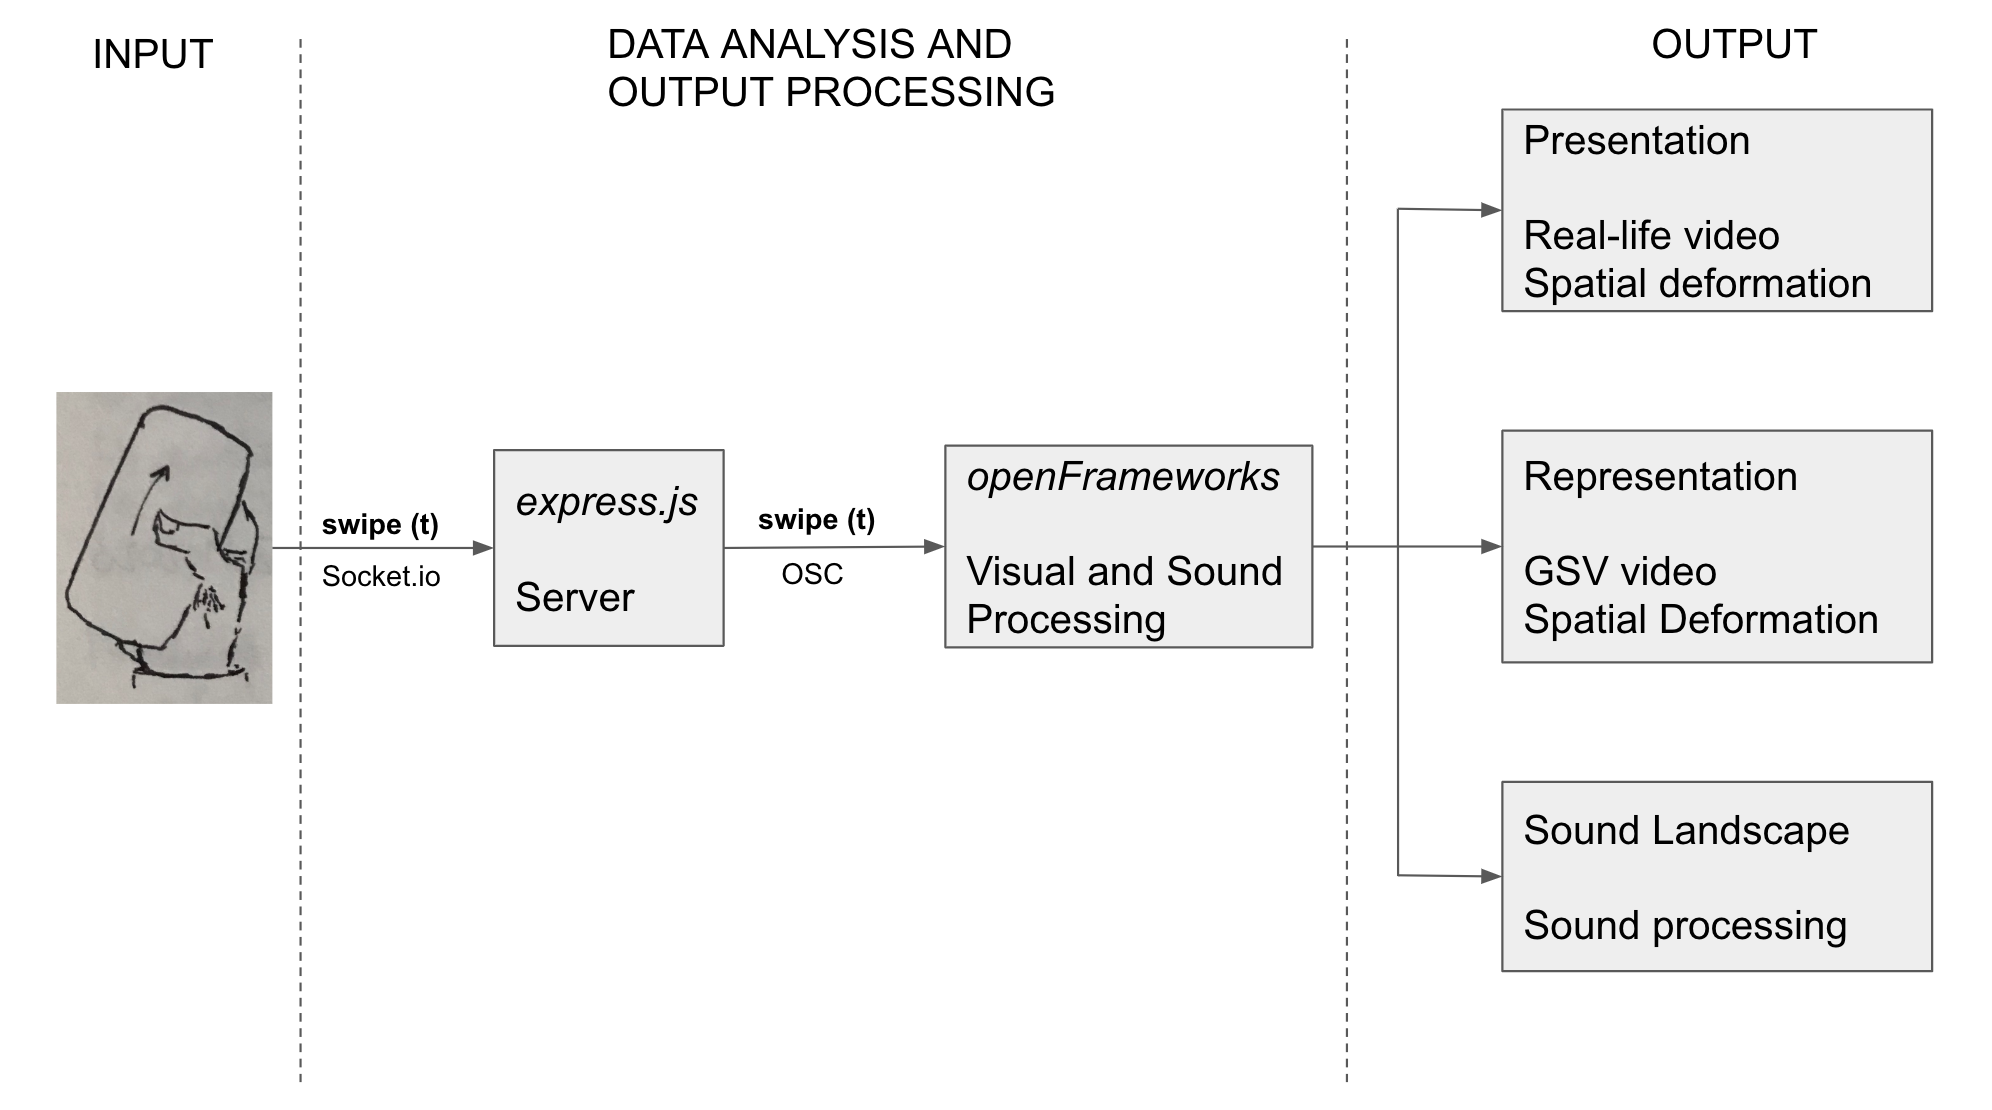 INPUT
DATA ANALYSIS AND
OUTPUT PROCESSING
OUTPUT
swipe (t)
Socket.io
express.js
Server
swipe (t)
OSC
openFrameworks
Visual and Sound
Processing
Presentation
Real-life video
Spatial deformation
Representation
GSV video
Spatial Deformation
Sound Landscape
Sound processing